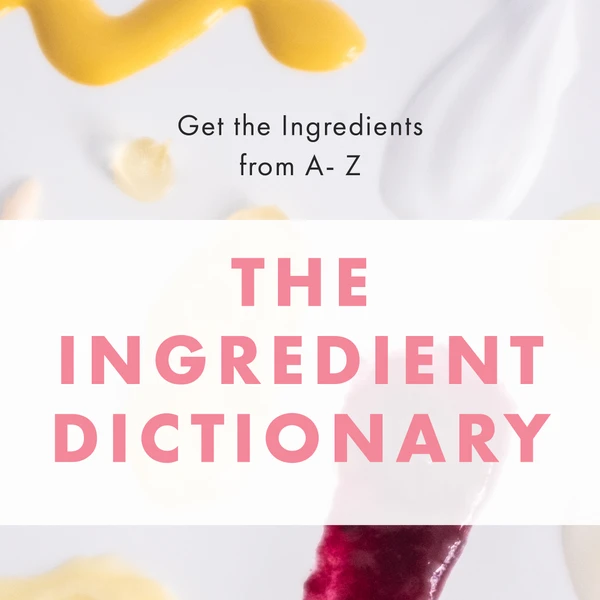 Get the Ingredients
from A- Z
THE
INGREDIENT
DICTIONARY